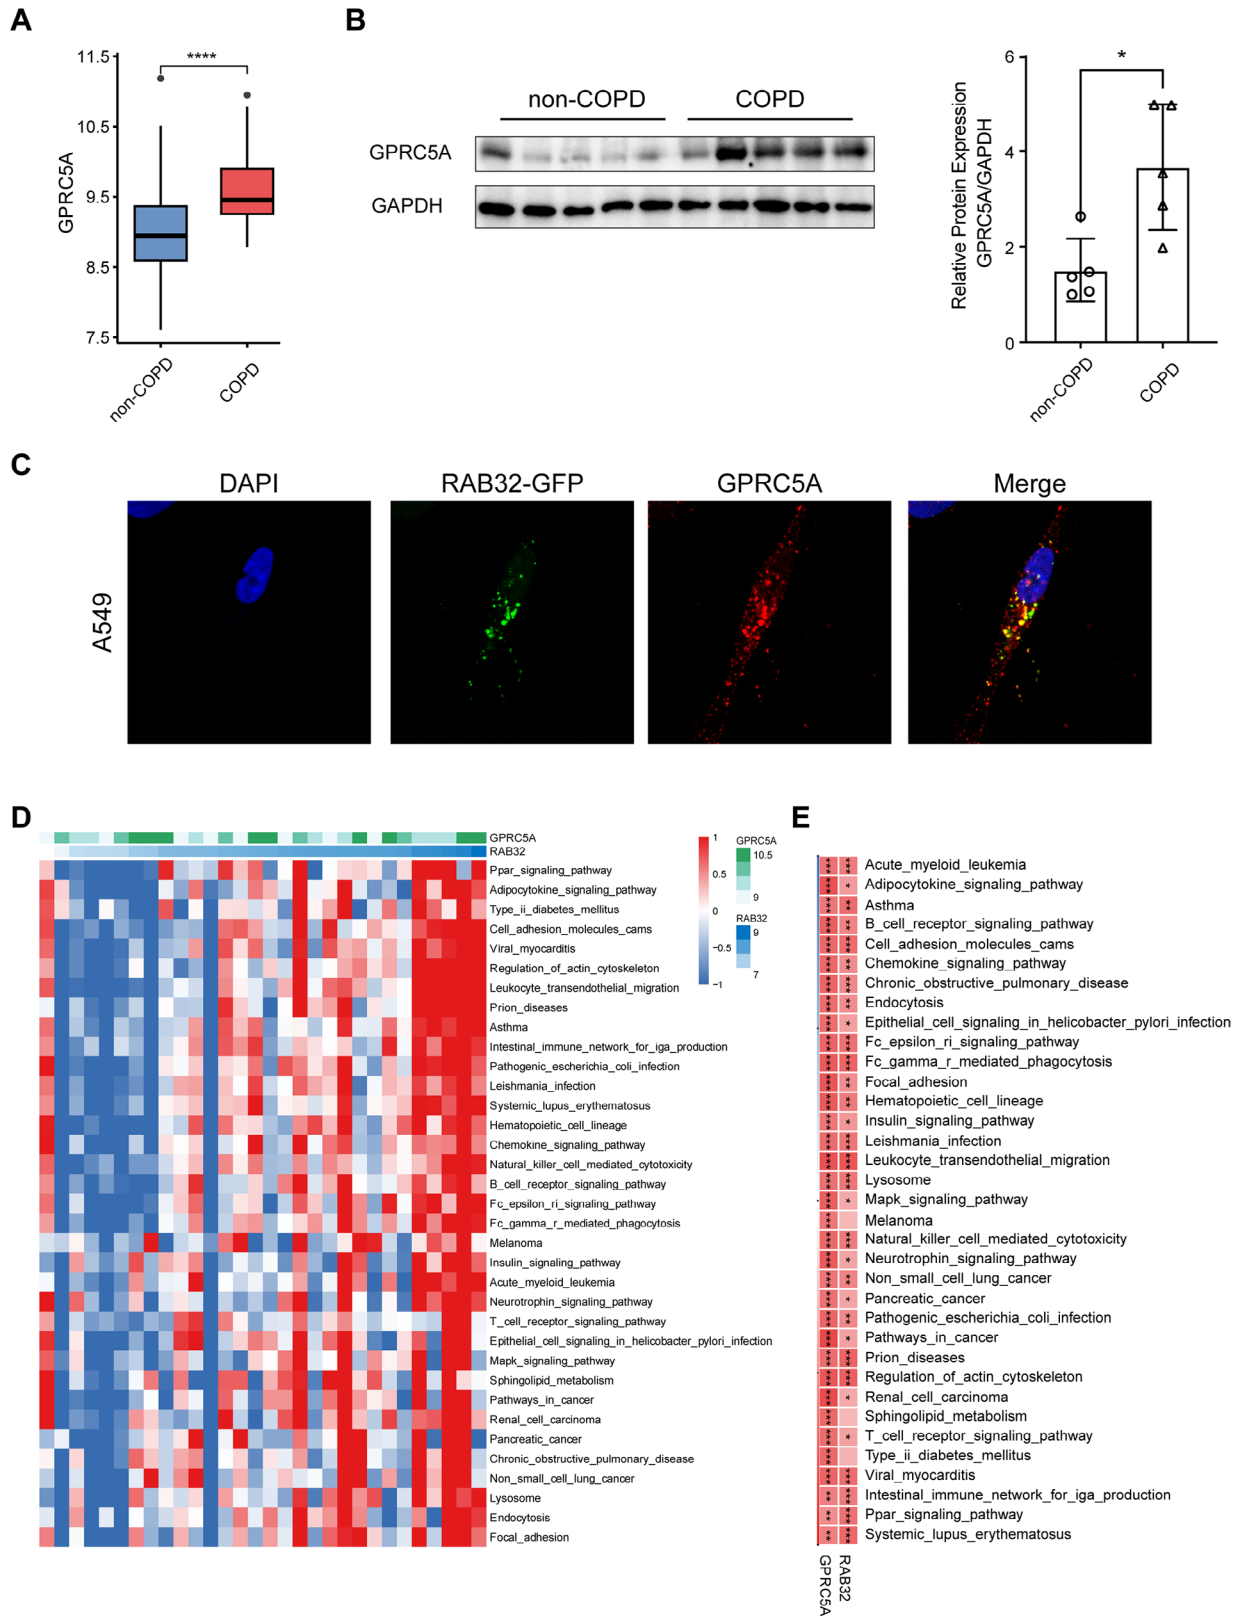 A
B
11.5
10.5
9.5
8.5
7.5
GPRC5A
****
non-COPD
COPD
non-COPD
COPD
GPRC5A
GAPDH
Relative Protein Expression
GPRC5A/GAPDH
6
4
2
0
*
non-COPD
COPD
C
DAPI
RAB32-GFP
GPRC5A
Merge
A549
D
GPRC5A
RAB32
Ppar_signaling_pathway
Adipocytokine_signaling_pathway
Type_ii_diabetes_mellitus
Cell_adhesion_molecules_cams
Viral_myocarditis
Regulation_of_actin_cytoskeleton
Leukocyte_transendothelial_migration
Prion_diseases
Asthma
Intestinal_immune_network_for_iga_production
Pathogenic_escherichia_coli_infection
Leishmania_infection
Systemic_lupus_erythematosus
Hematopoietic_cell_lineage
Chemokine_signaling_pathway
Natural_killer_cell_mediated_cytotoxicity
B_cell_receptor_signaling_pathway
Fc_epsilon_ri_signaling_pathway
Fc_gamma_r_mediated_phagocytosis
Melanoma
Insulin_signaling_pathway
Acute_myeloid_leukemia
Neurotrophin_signaling_pathway
T_cell_receptor_signaling_pathway
Epithelial_cell_signaling_in_helicobacter_pylori_infection
Mapk_signaling_pathway
Sphingolipid_metabolism
Pathways_in_cancer
Renal_cell_carcinoma
Pancreatic_cancer
Chronic_obstructive_pulmonary_disease
Non_small_cell_lung_cancer
Lysosome
Endocytosis
Focal_adhesion
1
0.5
0
−0.5
−1
GPRC5A
10.5
9
RAB32
9
7
E
Acute_myeloid_leukemia
Adipocytokine_signaling_pathway
Asthma
B_cell_receptor_signaling_pathway
Cell_adhesion_molecules_cams
Chemokine_signaling_pathway
Chronic_obstructive_pulmonary_disease
Endocytosis
Epithelial_cell_signaling_in_helicobacter_pylori_infection
Fc_epsilon_ri_signaling_pathway
Fc_gamma_r_mediated_phagocytosis
Focal_adhesion
Hematopoietic_cell_lineage
Insulin_signaling_pathway
Leishmania_infection
Leukocyte_transendothelial_migration
Lysosome
Mapk_signaling_pathway
Melanoma
Natural_killer_cell_mediated_cytotoxicity
Neurotrophin_signaling_pathway
Non_small_cell_lung_cancer
Pancreatic_cancer
Pathogenic_escherichia_coli_infection
Pathways_in_cancer
Prion_diseases
Regulation_of_actin_cytoskeleton
Renal_cell_carcinoma
Sphingolipid_metabolism
T_cell_receptor_signaling_pathway
Type_ii_diabetes_mellitus
Viral_myocarditis
Intestinal_immune_network_for_iga_production
Ppar_signaling_pathway
Systemic_lupus_erythematosus
GPRC5A
RAB32